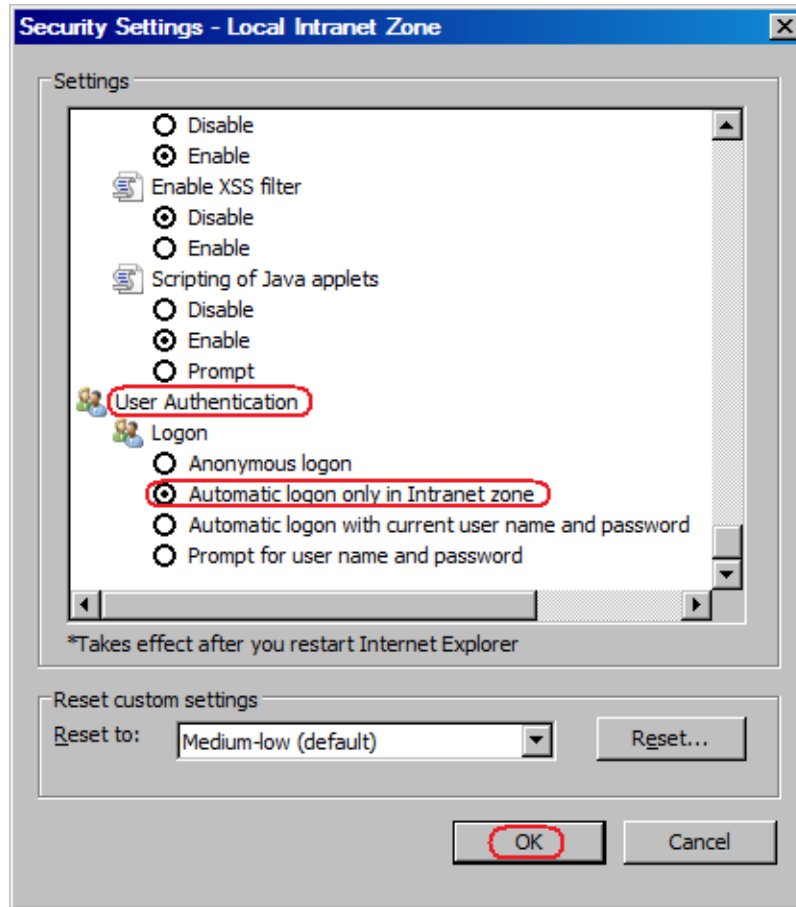 Security Settings - Local Intranet Zone
Settings
Disable
Enable
Enable XSS filter
Disable
Enable
Scripting of Java applets
Disable
Enable
Prompt
User Authentication
Logon
Anonymous logon
Automatic logon only in Intranet zone
Automatic logon with current user name and password
Prompt for user name and password
*Takes effect after you restart Internet Explorer
Reset custom settings
Reset to: Medium-low (default) Reset...
OK Cancel